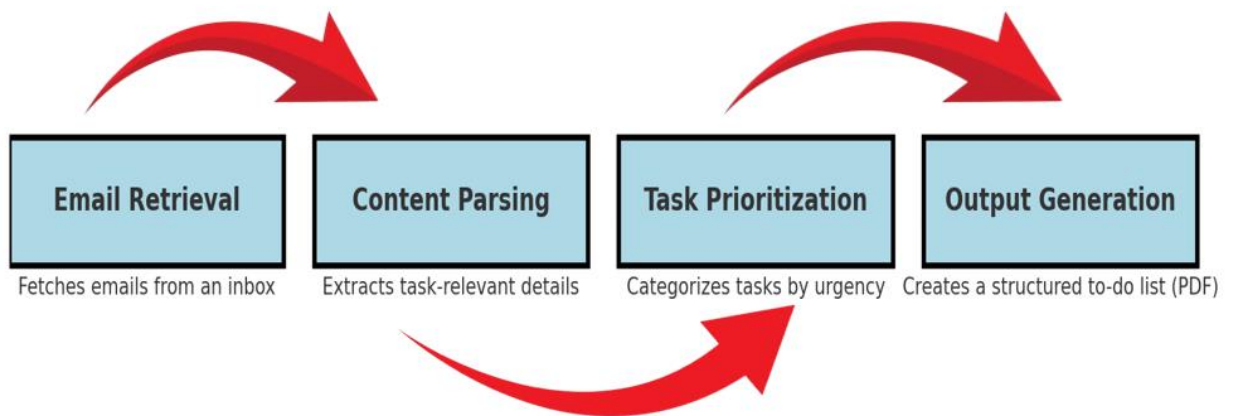 Email Retrieval
Content Parsing
Task Prioritization
Output Generation
Fetches emails from an inbox
Extracts task-relevant details
Categorizes tasks by urgency
Creates a structured to-do list (PDF)